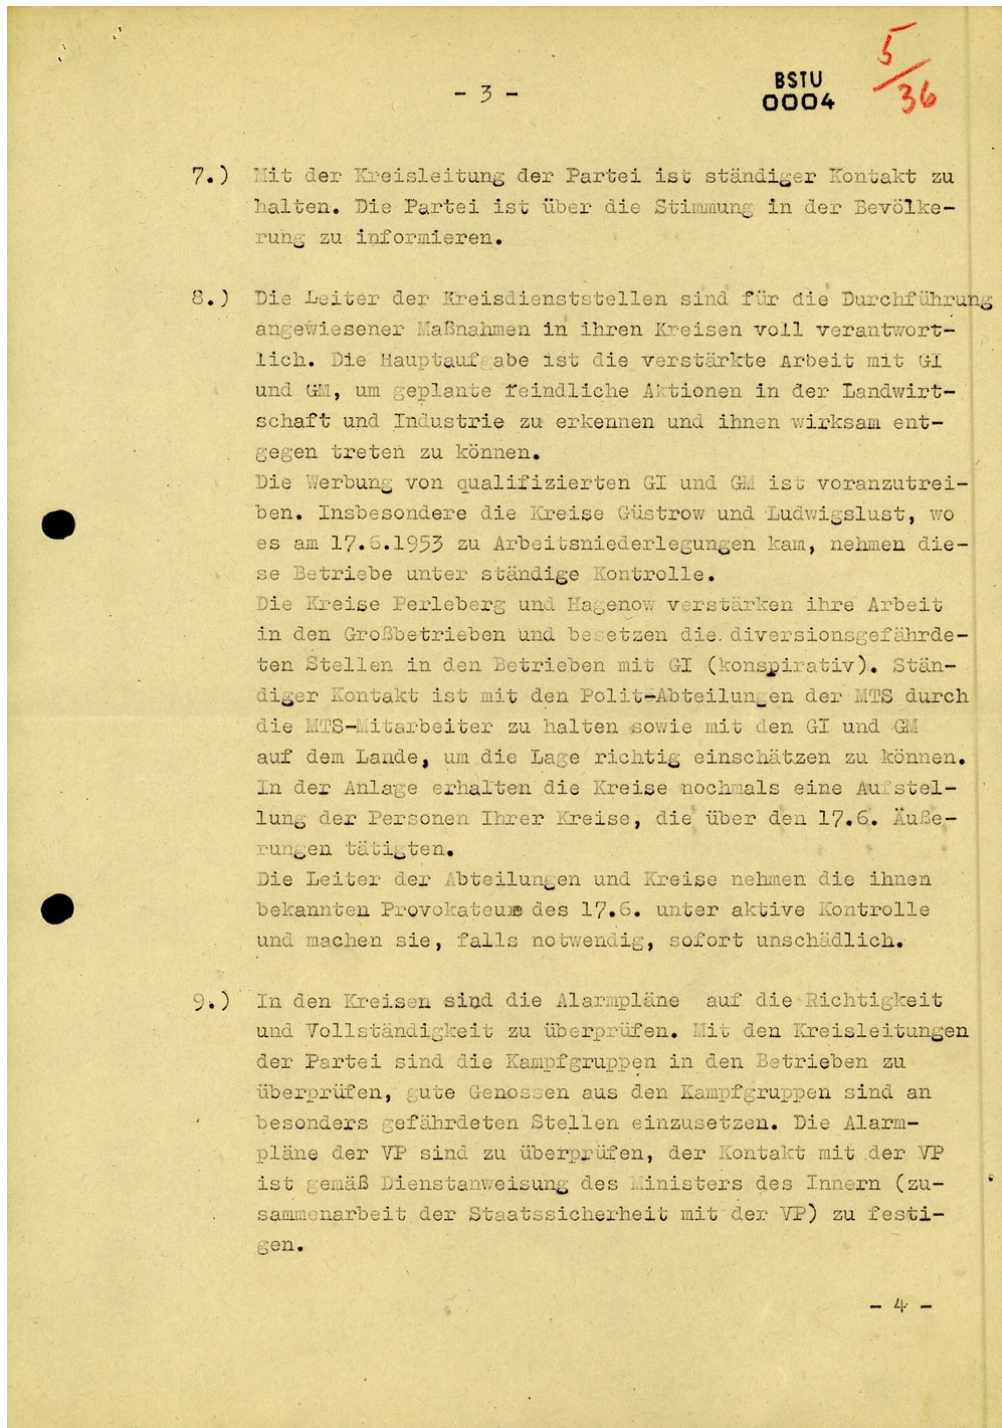 5/36
BSTU
0004
- 3 -
7.) Mit der Kreisleitung der Partei ist ständiger Kontakt zu
halten. Die Partei ist über die Stimmung in der Bevölke-
rung zu informieren.
8.) Die Leiter der Kreisdienststellen sind für die Durchführung
angewiesener Maßnahmen in ihren Kreisen voll verantwort-
lich. Die Hauptaufgabe ist die verstärkte Arbeit mit GI
und GM, um geplante feindliche Aktionen in der Landwirt-
schaft und Industrie zu erkennen und ihnen wirksam ent-
gegen treten zu können.
Die Werbung von qualifizierten GI und GM ist voranzutrei-
ben. Insbesondere die Kreise Güstrow und Ludwigslust, wo
es am 17.6.1953 zu Arbeitsniederlegungen kam, nehmen die-
se Betriebe unter ständige Kontrolle.
Die Kreise Perleberg und Hagenow verstärken ihre Arbeit
in den Großbetrieben und besetzen die diversionsgefährde-
ten Stellen in den Betrieben mit GI (konspirativ). Stän-
diger Kontakt ist mit den Polit-Abteilungen der MTS durch
die MTS-Mitarbeiter zu halten sowie mit den GI und GM
auf dem Lande, um die Lage richtig einschätzen zu können.
In der Anlage erhalten die Kreise nochmals eine Aufstel-
lung der Personen Ihrer Kreise, die über den 17.6. Äuße-
rungen tätigten.
Die Leiter der Abteilungen und Kreise nehmen die ihnen
bekannten Provokateure des 17.6. unter aktive Kontrolle
und machen sie, falls notwendig, sofort unschädlich.
9.) In den Kreisen sind die Alarmpläne auf die Richtigkeit
und Vollständigkeit zu überprüfen. Mit den Kreisleitungen
der Partei sind die Kampfgruppen in den Betrieben zu
überprüfen, gute Genossen aus den Kampfgruppen sind an
besonders gefährdeten Stellen einzusetzen. Die Alarm-
pläne der VP sind zu überprüfen, der Kontakt mit der VP
ist gemäß Dienstanweisung des Ministers des Innern (zu-
sammenarbeit der Staatssicherheit mit der VP) zu festi-
gen.
- 4 -